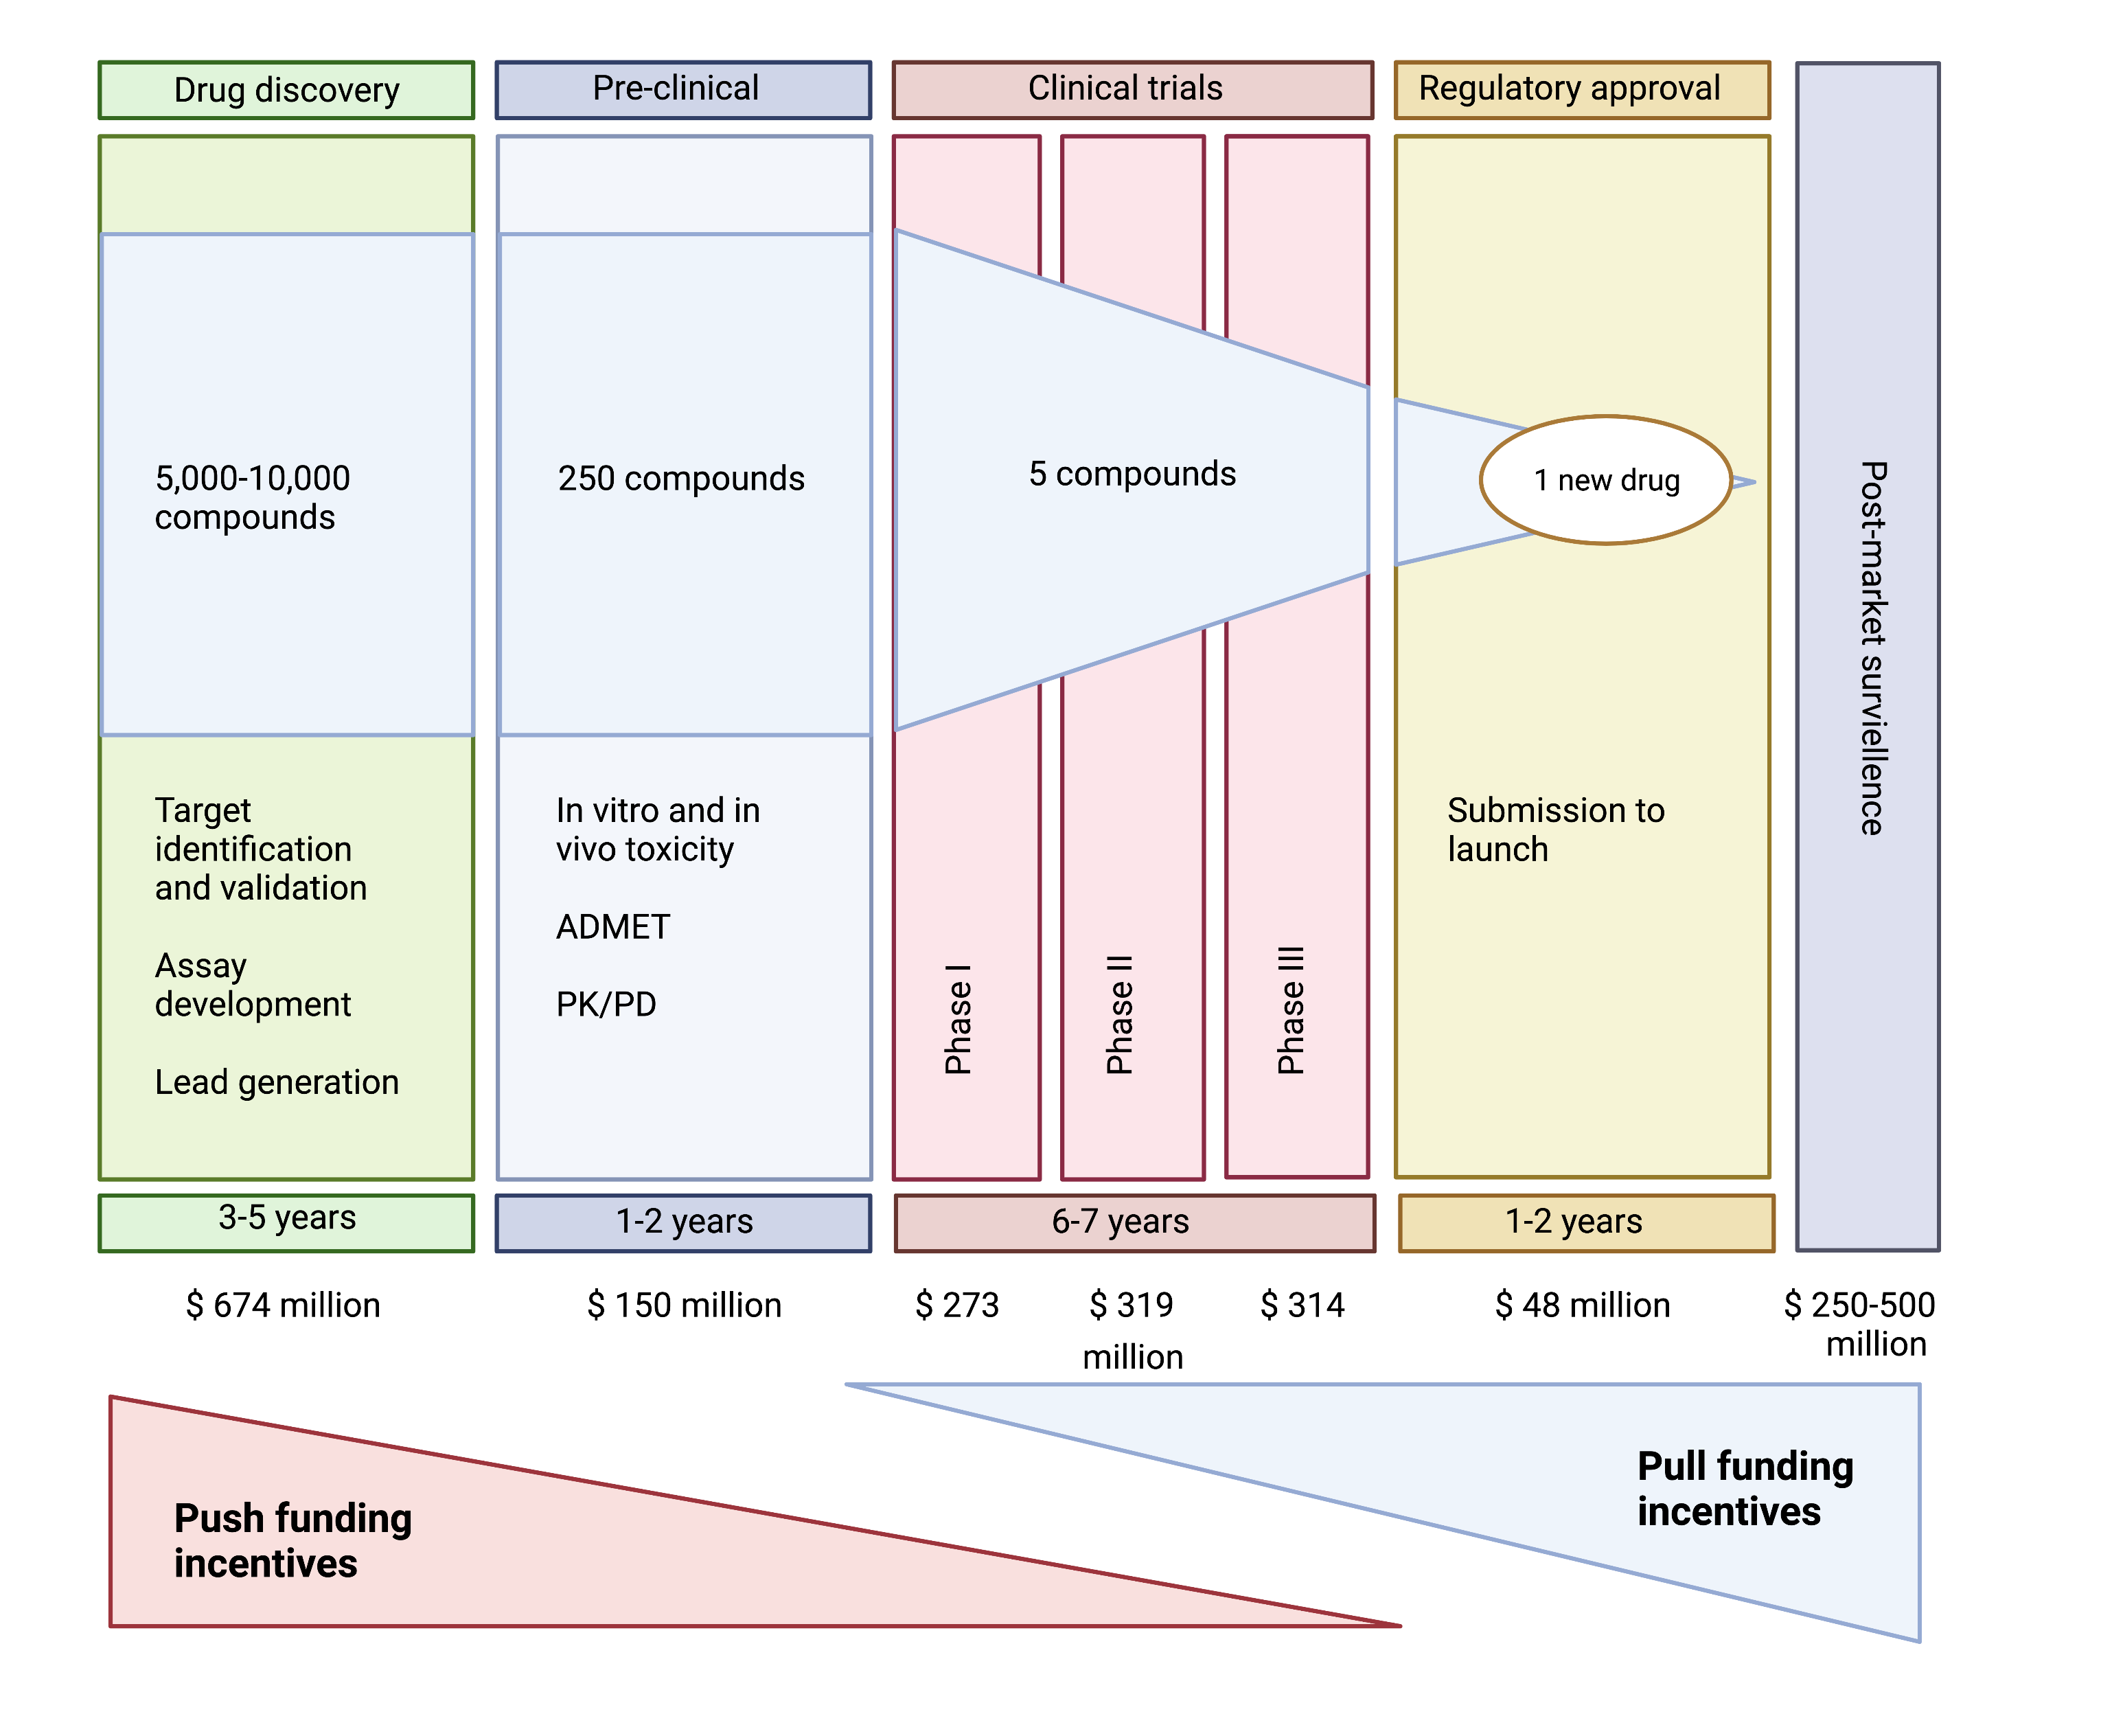 Drug discovery
Pre-clinical
Clinical trials
Regulatory approval
5,000-10,000
compounds
250 compounds
5 compounds
1 new drug
Post-market surviellence
Target
identification
and validation
Assay
development
Lead generation
In vitro and in
vivo toxicity
ADMET
PK/PD
Phase I
Phase II
Phase III
Submission to
launch
3-5 years
1-2 years
6-7 years
1-2 years
$ 674 million
$ 150 million
$ 273
$ 319
$ 314
million
$ 48 million
$ 250-500
million
Push funding
incentives
Pull funding
incentives